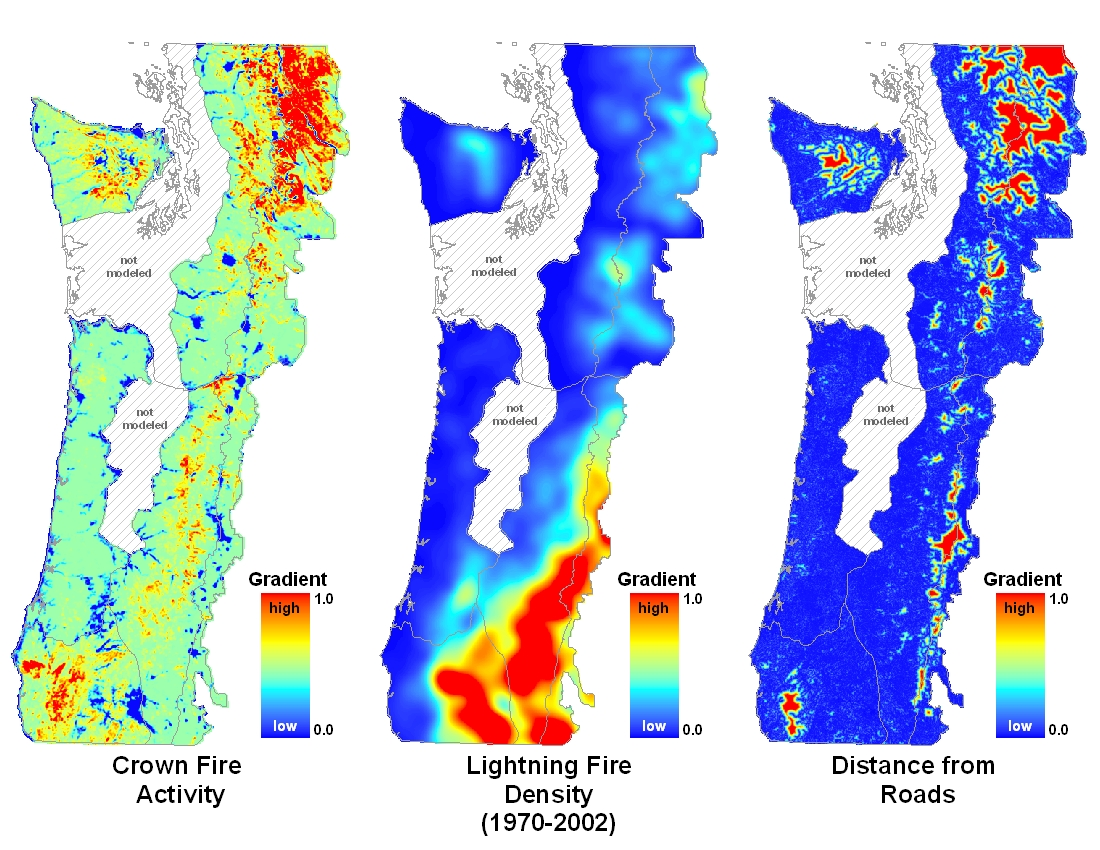 not
modeled
not
modeled
Gradient
high
1.0
low
0.0
Crown Fire
Activity
not
modeled
not
modeled
Gradient
high
1.0
low
0.0
Lightning Fire
Density
(1970-2002)
not
modeled
not
modeled
Gradient
high
1.0
low
0.0
Distance from
Roads